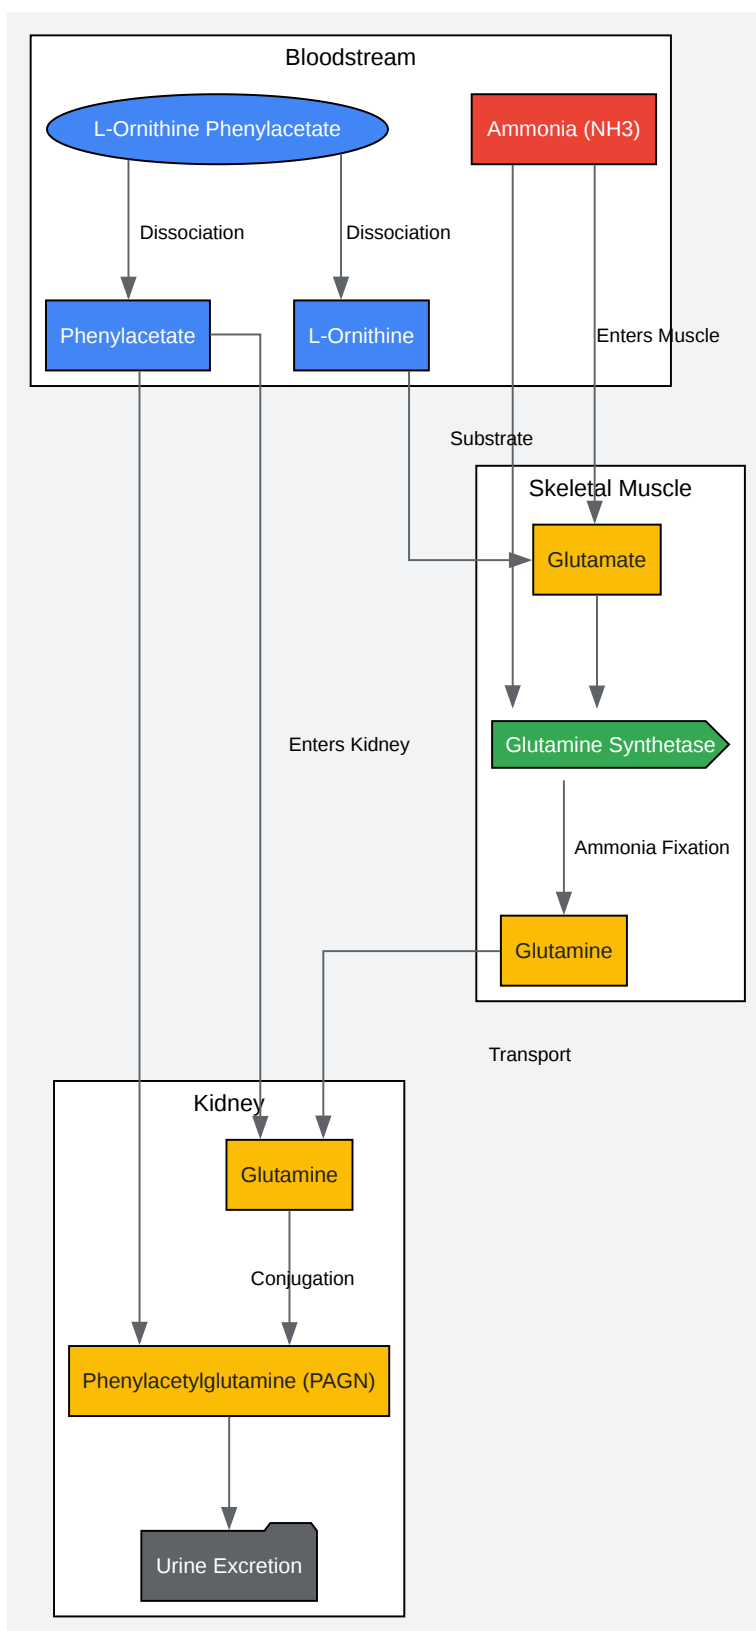 Bloodstream
L-Ornithine Phenylacetate
Ammonia (NH3)
Dissociation
Dissociation
Phenylacetate
L-Ornithine
Enters Muscle
Substrate
Skeletal Muscle
Glutamate
Enters Kidney
Glutamine Synthetase
Ammonia Fixation
Glutamine
Transport
Kidney
Glutamine
Conjugation
Phenylacetylglutamine (PAGN)
Urine Excretion